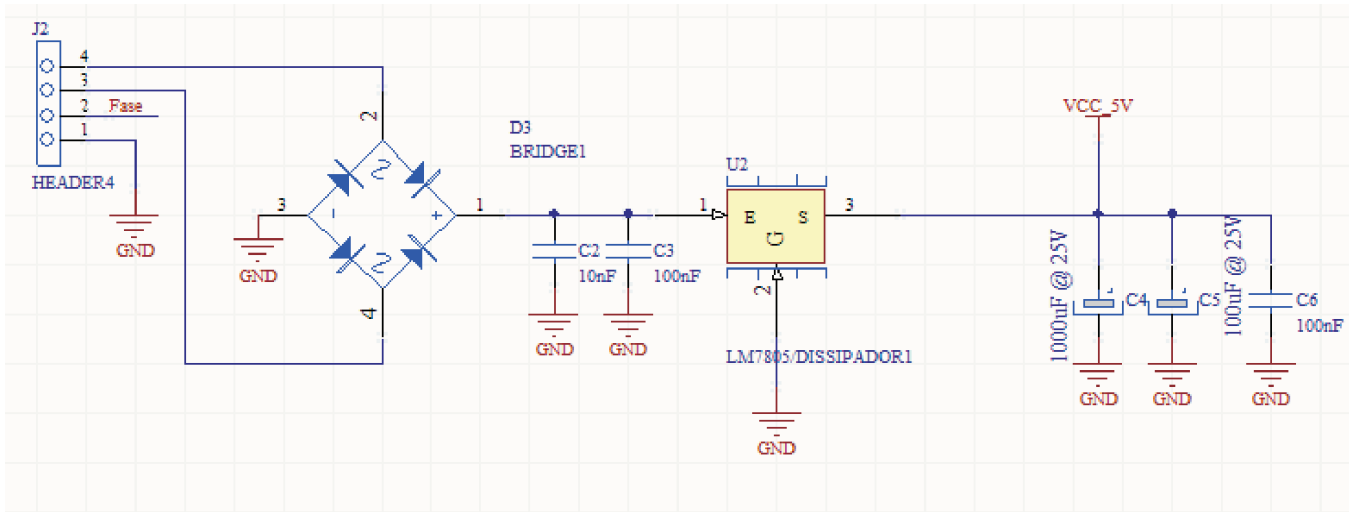 J2
4
3
2 Fase
1
HEADER4
GND
2
D3
BRIDGE1
3
1
- +
GND
4
C2
10nF
C3
100nF
GND
GND
U2
1
E S
G
3
2
LM7805/DISSIPADOR1
GND
VCC_5V
1000uF @ 25V
C4
C5
100uF @ 25V
C6
100nF
GND
GND
GND